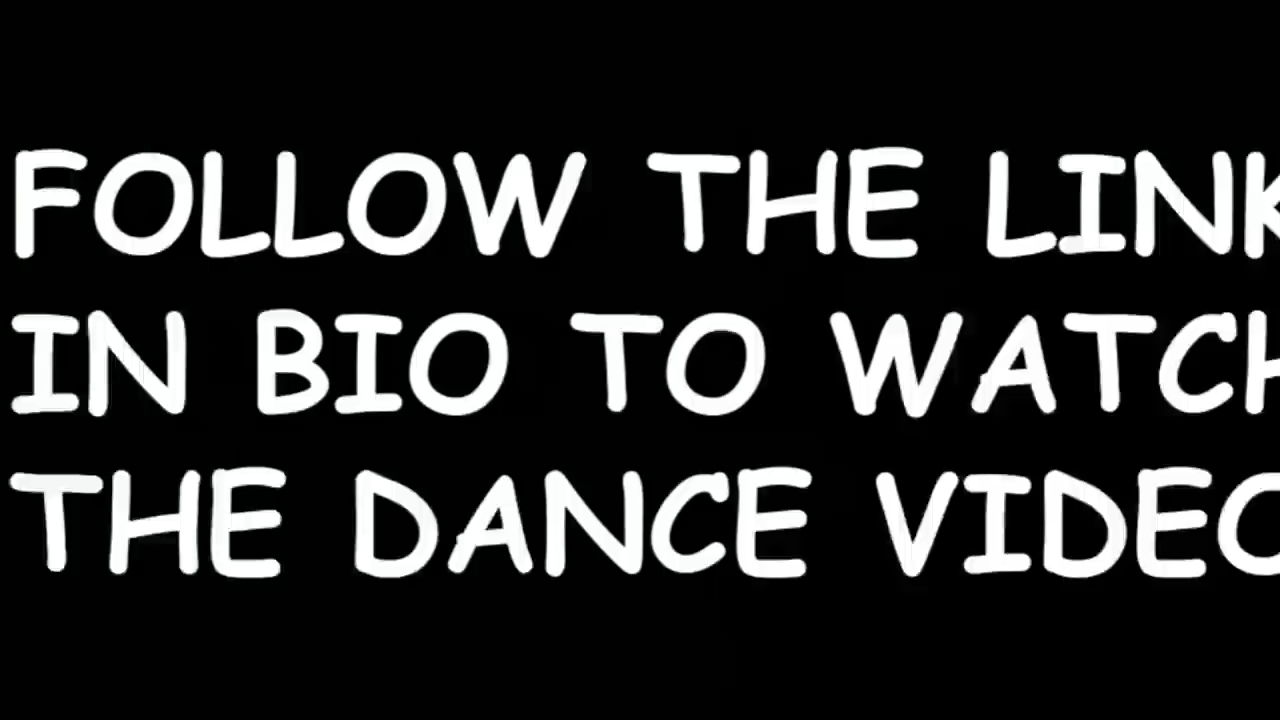 FOLLOW THE LINK
IN BIO TO WATCH
THE DANCE VIDEO